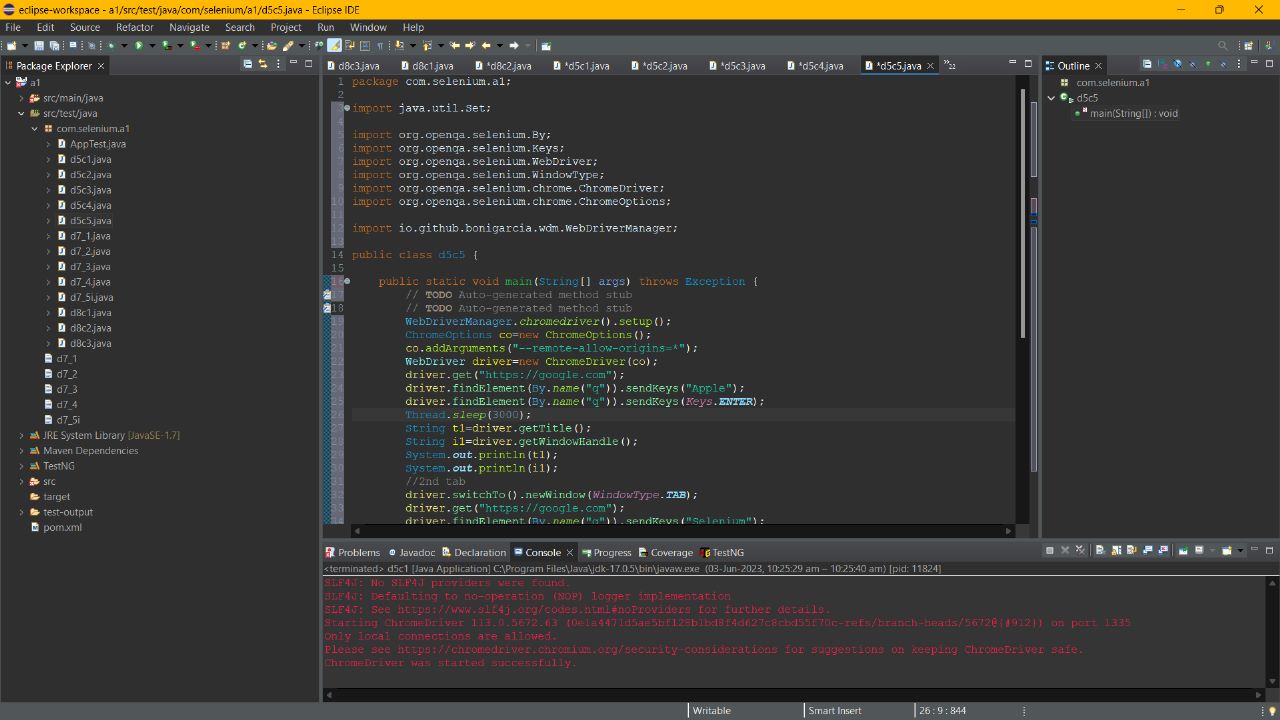 eclipse-workspace - a1/src/test/java/com/selenium/a1/d5c5.java - Eclipse IDE
File Edit Source Refactor Navigate Search Project Run Window Help
Package Explorer
a1
src/main/java
src/test/java
com.selenium.a1
AppTest.java
d5c1.java
d5c2.java
d5c3.java
d5c4.java
d5c5.java
d7_1.java
d7_2.java
d7_3.java
d7_4.java
d7_5i.java
d8c1.java
d8c2.java
d8c3.java
d7_1
d7_2
d7_3
d7_4
d7_5i
JRE System Library [JavaSE-1.7]
Maven Dependencies
TestNG
src
target
test-output
pom.xml
d8c3.java d8c1.java *d8c2.java *d5c1.java *d5c2.java *d5c3.java *d5c4.java *d5c5.java »22
1 package com.selenium.a1;
2
3 import java.util.Set;
4
5 import org.openqa.selenium.By;
6 import org.openqa.selenium.Keys;
7 import org.openqa.selenium.WebDriver;
8 import org.openqa.selenium.WindowType;
9 import org.openqa.selenium.chrome.ChromeDriver;
10 import org.openqa.selenium.chrome.ChromeOptions;
11
12 import io.github.bonigarcia.wdm.WebDriverManager;
13
14 public class d5c5 {
15
16 public static void main(String[] args) throws Exception {
17 // TODO Auto-generated method stub
18 // TODO Auto-generated method stub
19 WebDriverManager.chromedriver().setup();
20 ChromeOptions co=new ChromeOptions();
21 co.addArguments("--remote-allow-origins=*");
22 WebDriver driver=new ChromeDriver(co);
23 driver.get("https://google.com");
24 driver.findElement(By.name("q")).sendKeys("Apple");
25 driver.findElement(By.name("q")).sendKeys(Keys.ENTER);
26 Thread.sleep(3000);
27 String t1=driver.getTitle();
28 String i1=driver.getWindowHandle();
29 System.out.println(t1);
30 System.out.println(i1);
31 //2nd tab
32 driver.switchTo().newWindow(WindowType.TAB);
33 driver.get("https://google.com");
34 driver.findElement(By.name("q")).sendKeys("Selenium");
Outline
com.selenium.a1
d5c5
main(String[]) : void
Problems Javadoc Declaration Console Progress Coverage TestNG
<terminated> d5c1 [Java Application] C:\Program Files\Java\jdk-17.0.5\bin\javaw.exe (03-Jun-2023, 10:25:29 am – 10:25:40 am) [pid: 11824]
SLF4J: No SLF4J providers were found.
SLF4J: Defaulting to no-operation (NOP) logger implementation
SLF4J: See https://www.slf4j.org/codes.html#noProviders for further details.
Starting ChromeDriver 113.0.5672.63 (0e1a4471d5ae5bf128b1bd8f4d627c8cbd55f70c-refs/branch-heads/5672@{#912}) on port 1335
Only local connections are allowed.
Please see https://chromedriver.chromium.org/security-considerations for suggestions on keeping ChromeDriver safe.
ChromeDriver was started successfully.
Writable Smart Insert 26 : 9 : 844